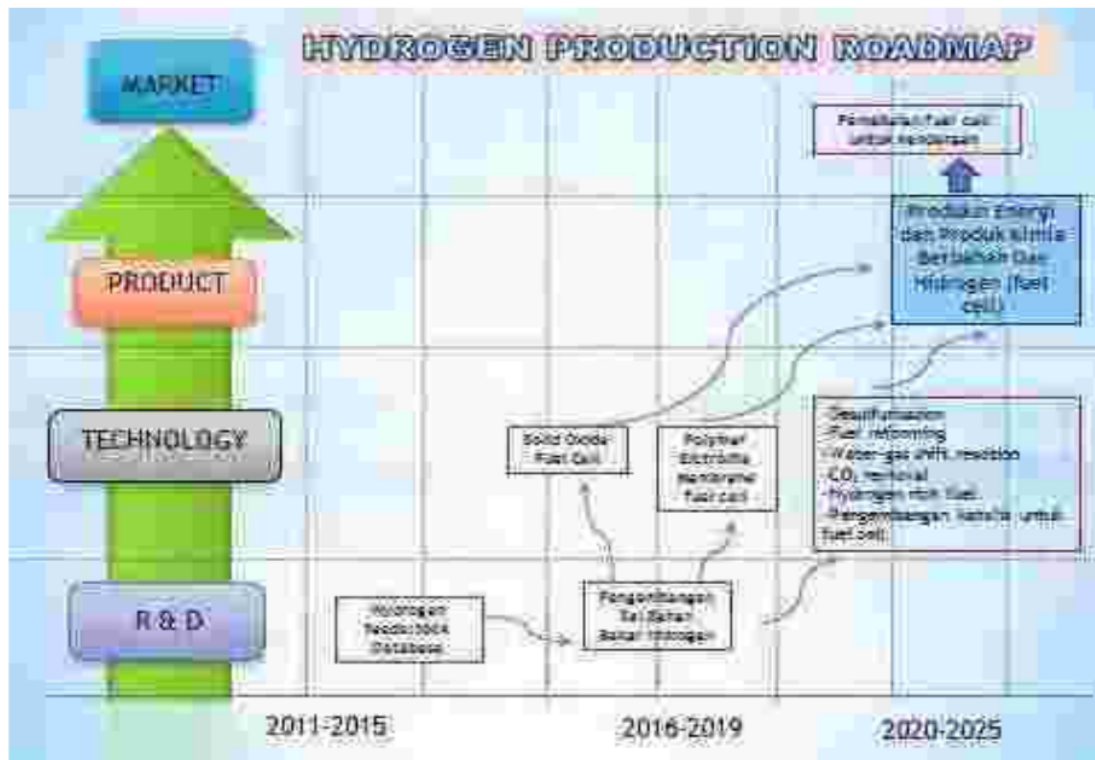 HYDROGEN PRODUCTION ROADMAP
MARKET
Pemakaian fuel cell
untuk kendaraan
Produksi Energi
dan Produk Kimia
Berbahan Gas
Hidrogen (fuel
cell)
PRODUCT
TECHNOLOGY
Solid Oxide
Fuel Cell
Polymer
Electrolite
Membrane
fuel cell
-Desulfurisation
-Fuel reforming
-Water-gas shift reaction
-CO₂ removal
-Hydrogen rich fuel
-Pengembangan katalis untuk
fuel cell
R & D
Hydrogen
Feedstock
Database
Pengembangan
Sel Bahan
Bakar Hidrogen
2011-2015
2016-2019
2020-2025